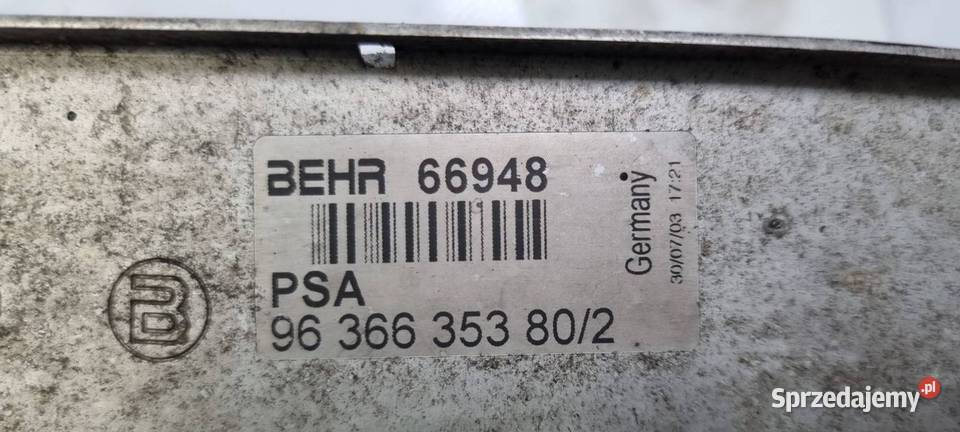 BEHR 66948
PSA
96 366 353 80/2
Germany
30/07/03 17:21
B
Sprzedajemy.pl